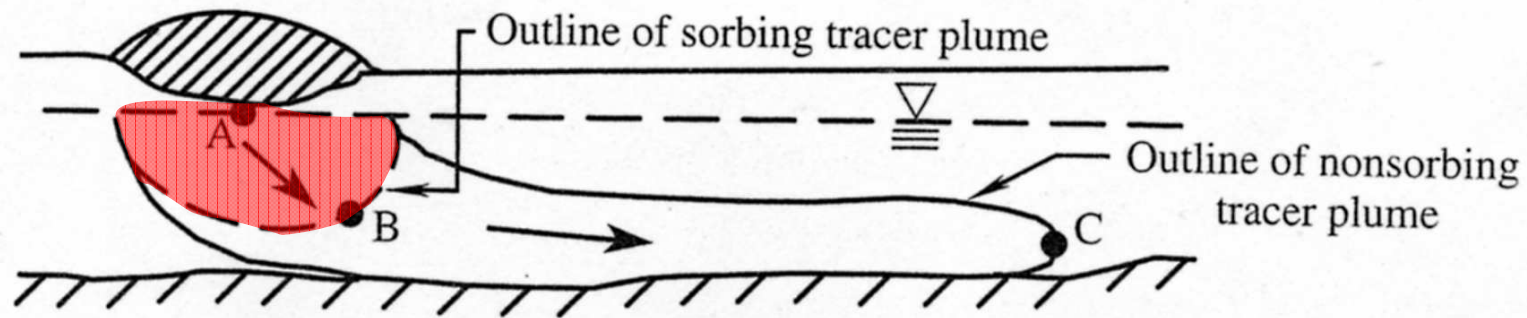 Outline of sorbing tracer plume
A
B
C
Outline of nonsorbing
tracer plume